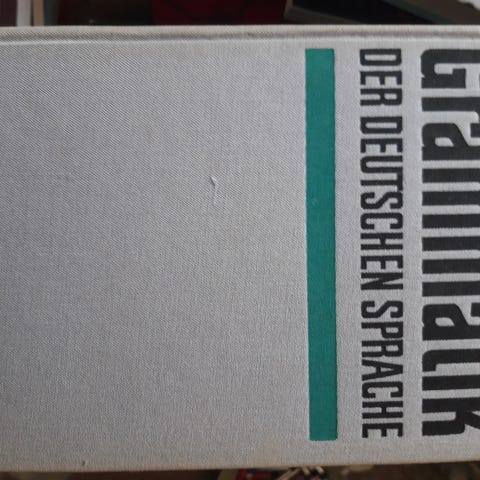 Grammatik
DER DEUTSCHEN SPRACHE